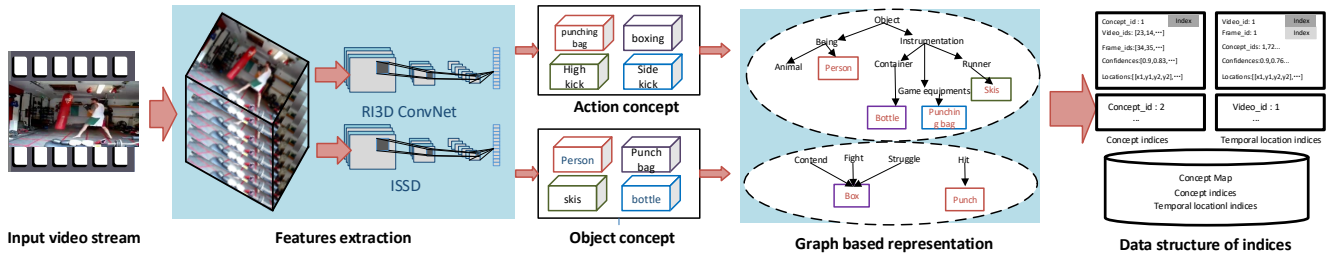 Input video stream
RI3D ConvNet
ISSD
Features extraction
punching
bag
boxing
High
kick
Side
kick
Action concept
Person
Punch
bag
skis
bottle
Object concept
Object
Being
Instrumentation
Animal
Person
Container
Runner
Game equipments
Skis
Bottle
Punchin
g bag
Contend
Fight
Struggle
Hit
Box
Punch
Graph based representation
Concept_id : 1
Index
Video_ids: [23,14,⋯]
Frame_ids:[34,35,⋯]
Confidences:[0.9,0.83,⋯]
Locations:[[x1,y1,y2,y2],⋯]
Concept_id : 2
...
Concept indices
Video_id: 1
Index
Frame_id: 1
Index
Concept_ids: 1,72...
Confidences:0.9,0.76...
Locations:[[x1,y1,y2,y2],⋯]
Video_id : 1
...
Temporal location indices
Concept Map
Concept indices
Temporal locationl indices
Data structure of indices